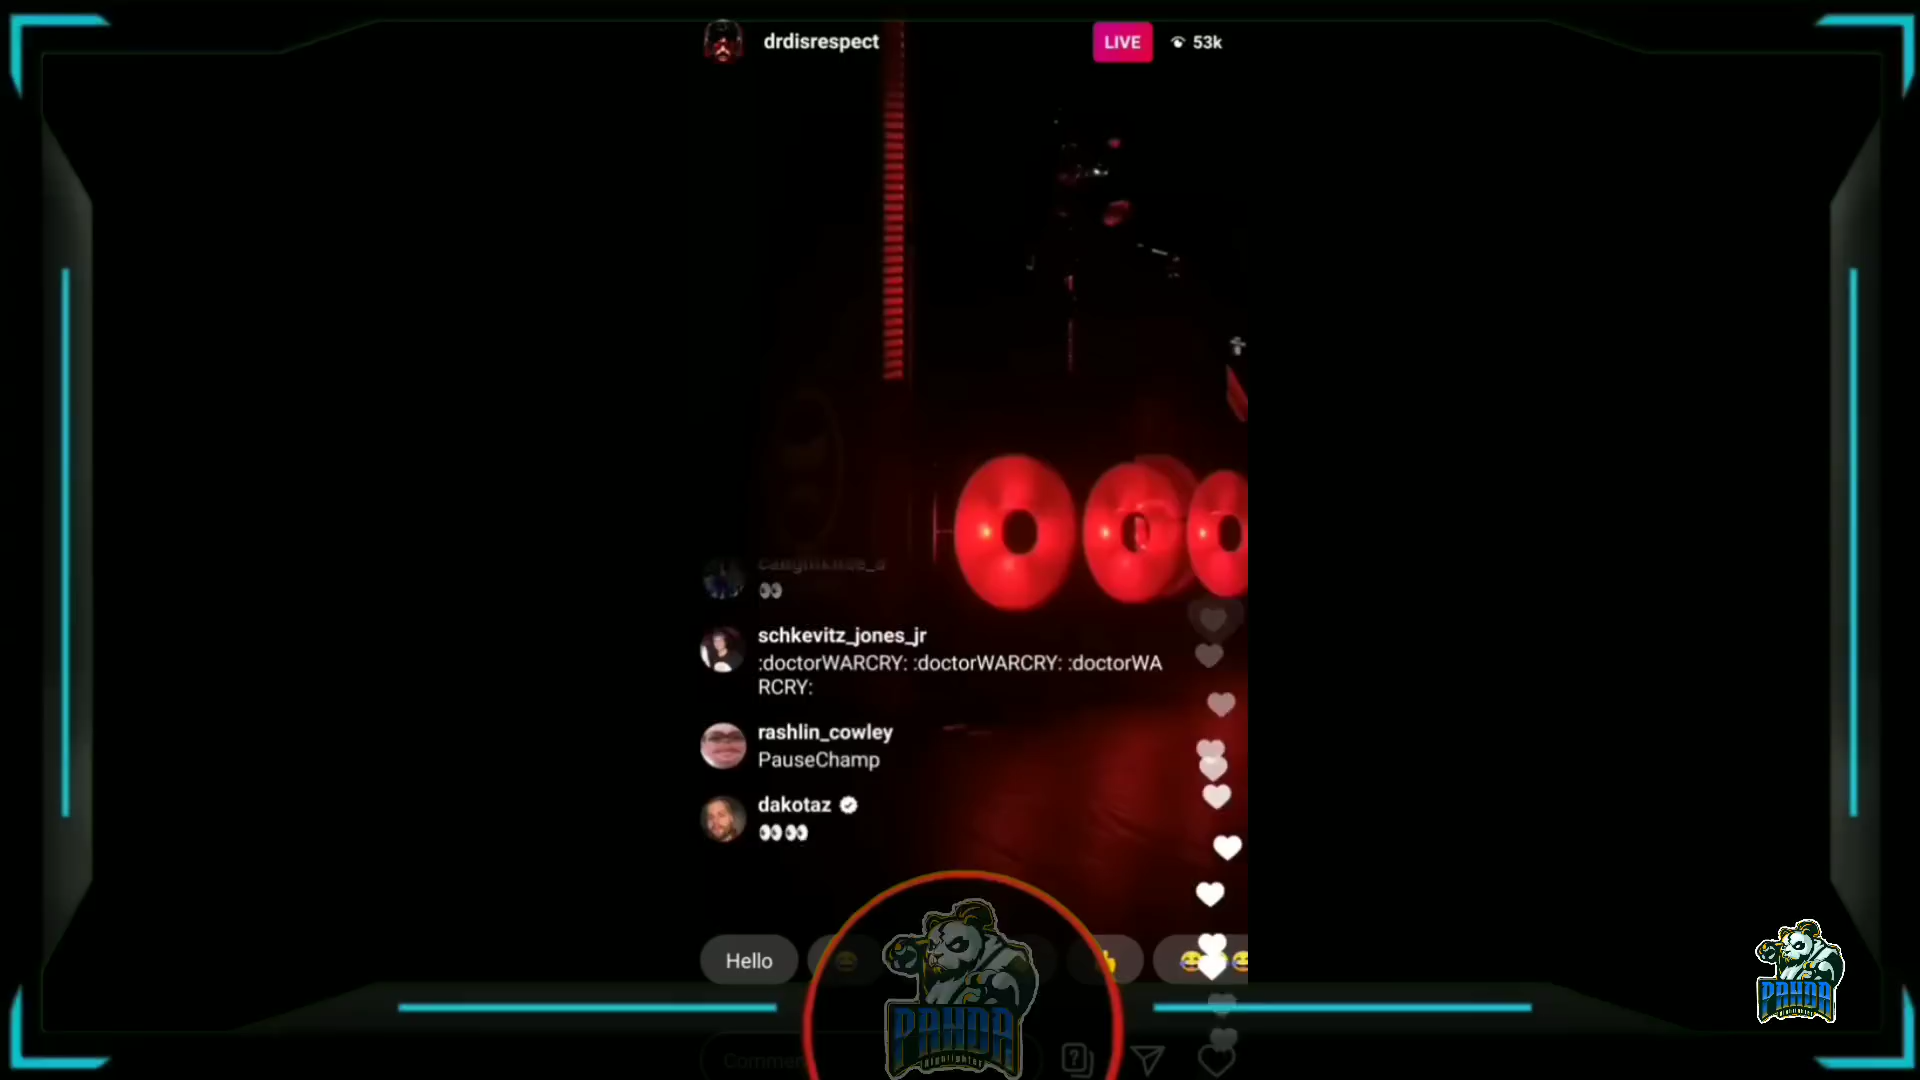 drdisrespect
LIVE 53k
schkevitz_jones_jr
:doctorWARCRY: :doctorWARCRY: :doctorWA
RCRY:
rashlin_cowley
PauseChamp
dakotaz
Hello
PANDA
PANDA